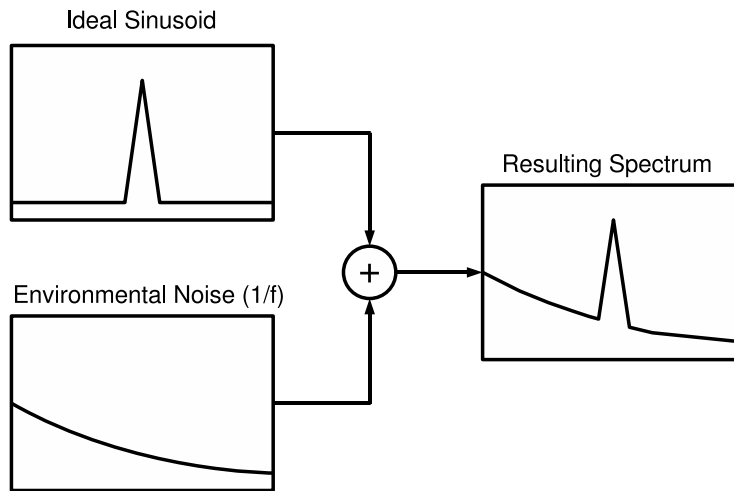 Ideal Sinusoid
Resulting Spectrum
+
Environmental Noise (1/f)